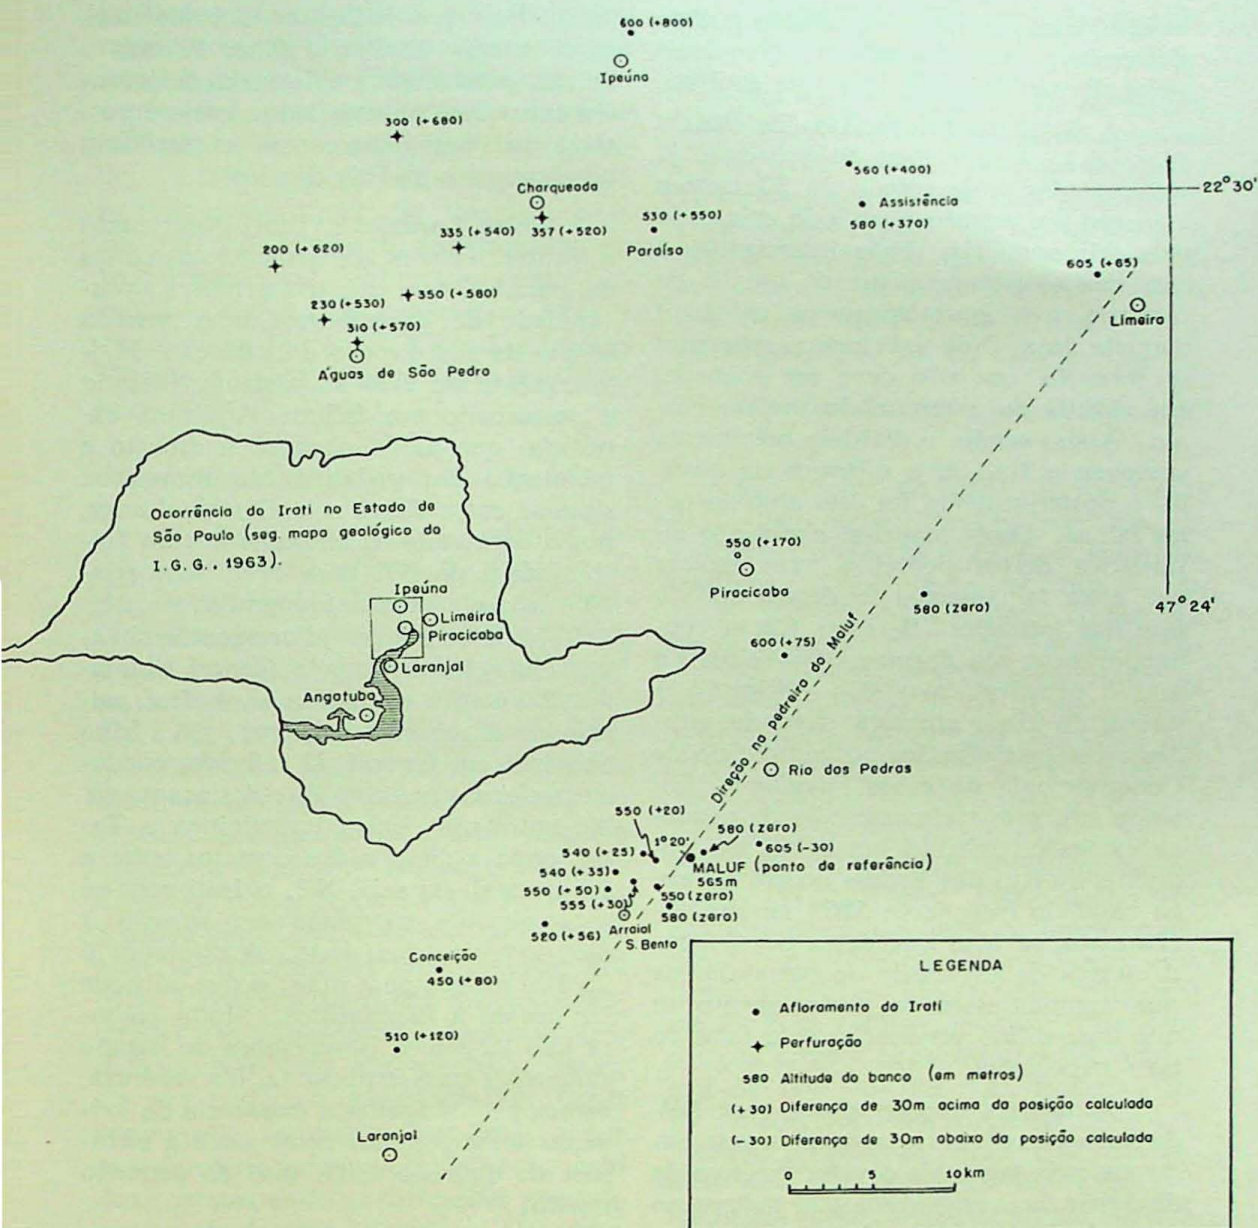 600 (+800)
Ipeúna
300 (+680)
560 (+400)
22°30'
Charqueada
Assistência
530 (+550)
580 (+370)
335 (+540)
357 (+520)
Paraíso
200 (+620)
605 (+65)
350 (+580)
230 (+530)
Limeira
310 (+570)
Águas de São Pedro
Ocorrência do Irati no Estado de
São Paulo (seg. mapa geológico do
I.G.G., 1963).
550 (+170)
Piracicaba
580 (zero)
47°24'
Ipeúna
Limeira
Piracicaba
Laranjal
Angatuba
600 (+75)
Direção na pedreira do Maluf
Rio das Pedras
550 (+20)
1°20'
580 (zero)
605 (-30)
540 (+25)
MALUF (ponto de referência)
565m
540 (+35)
550 (+50)
550 (zero)
555 (+30)
580 (zero)
520 (+56)
Arraial
S. Bento
Conceição
450 (+80)
510 (+120)
Laranjal
LEGENDA
Afloramento do Irati
Perfuração
580 Altitude do banco (em metros)
(+30) Diferença de 30m acima da posição calculada
(-30) Diferença de 30m abaixo da posição calculada
0 5 10km